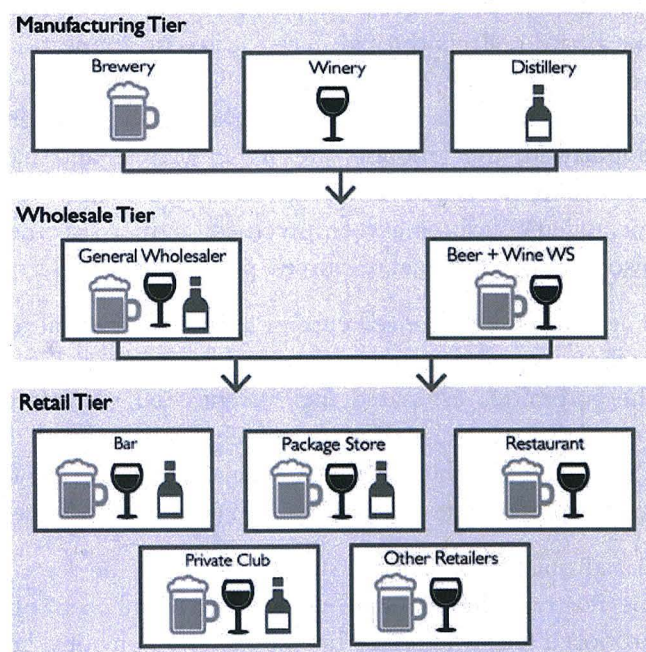 Manufacturing Tier
Brewery
Winery
Distillery
Wholesale Tier
General Wholesaler
Beer + Wine WS
Retail Tier
Bar
Package Store
Restaurant
Private Club
Other Retailers